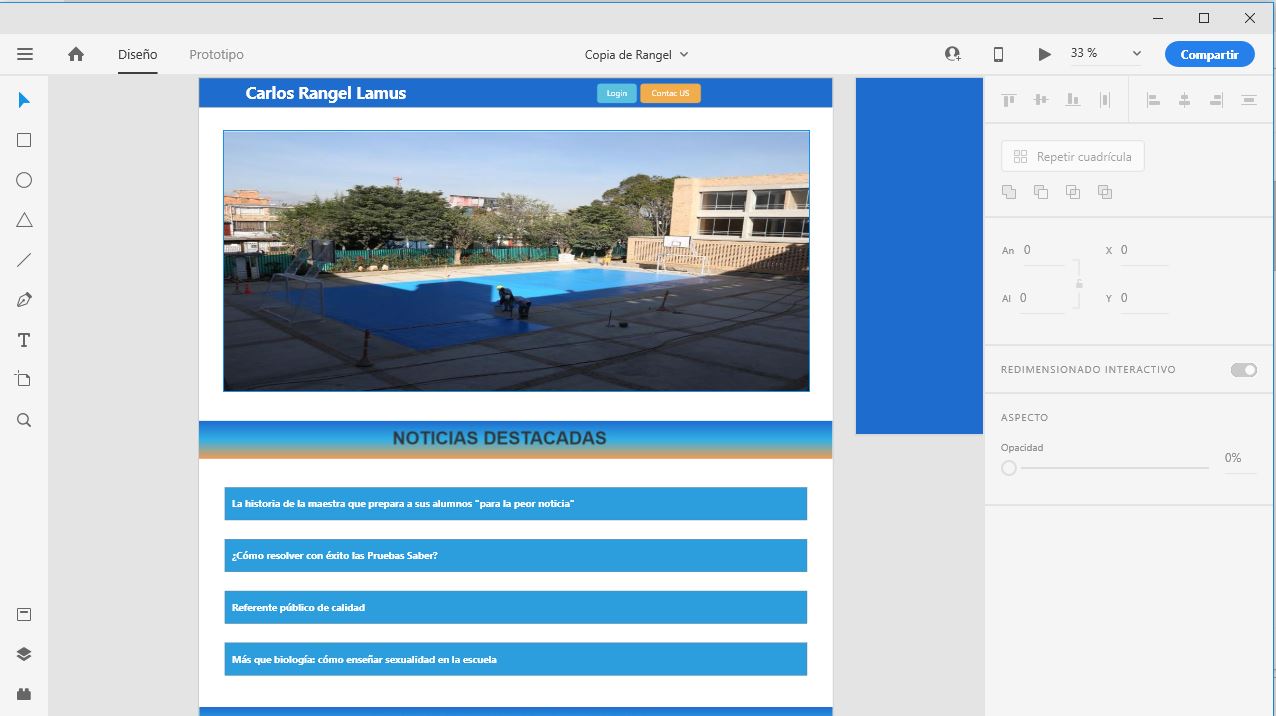 Diseño Prototipo Copia de Rangel 33 % Compartir
Carlos Rangel Lamus Login Contac US
Repetir cuadrícula
An 0 X 0
Al 0 Y 0
REDIMENSIONADO INTERACTIVO
ASPECTO
Opacidad
0%
NOTICIAS DESTACADAS
La historia de la maestra que prepara a sus alumnos "para la peor noticia"
¿Cómo resolver con éxito las Pruebas Saber?
Referente público de calidad
Más que biología: cómo enseñar sexualidad en la escuela